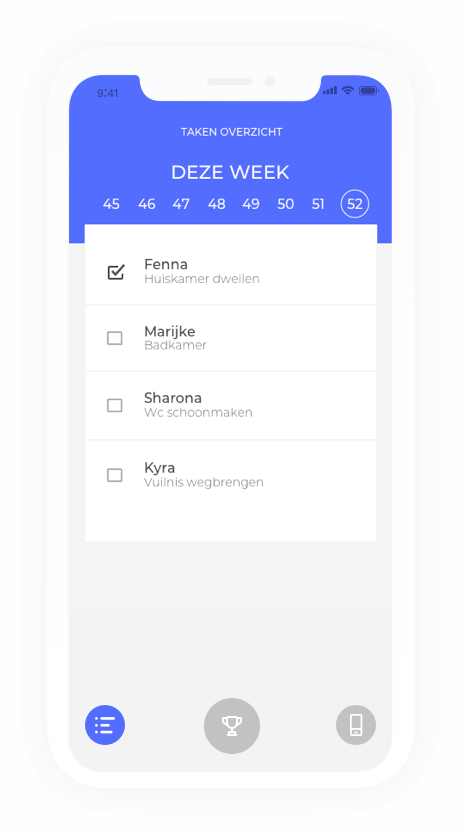 9:41
TAKEN OVERZICHT
DEZE WEEK
45 46 47 48 49 50 51 52
Fenna
Huiskamer dweilen
Marijke
Badkamer
Sharona
Wc schoonmaken
Kyra
Vuilnis wegbrengen